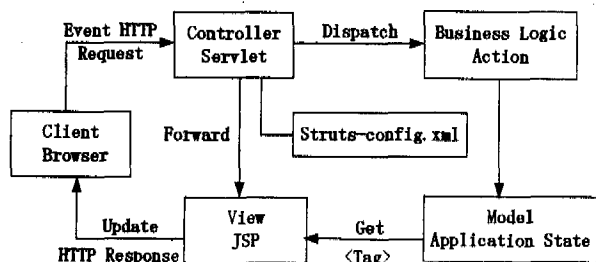 Event HTTP
Request
Controller
Servlet
Dispatch
Business Logic
Action
Client
Browser
Forward
Struts-config.xml
Update
HTTP Response
View
JSP
Get
<Tag>
Model
Application State